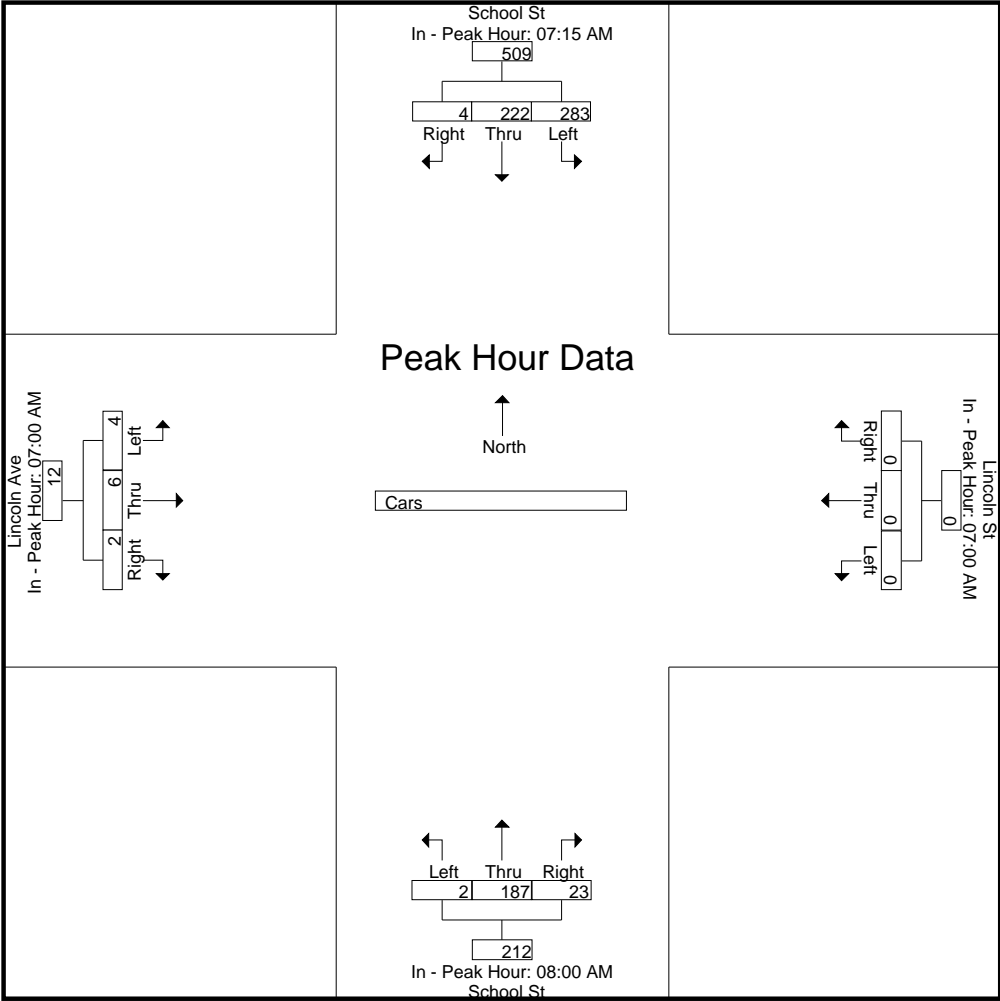 School St
In - Peak Hour: 07:15 AM
509
4 222 283
Right Thru Left
Peak Hour Data
North
Cars
Lincoln Ave
In - Peak Hour: 07:00 AM
12
4 6 2
Left Thru Right
Lincoln St
In - Peak Hour: 07:00 AM
0
0 0 0
Right Thru Left
Left Thru Right
2 187 23
212
In - Peak Hour: 08:00 AM
School St